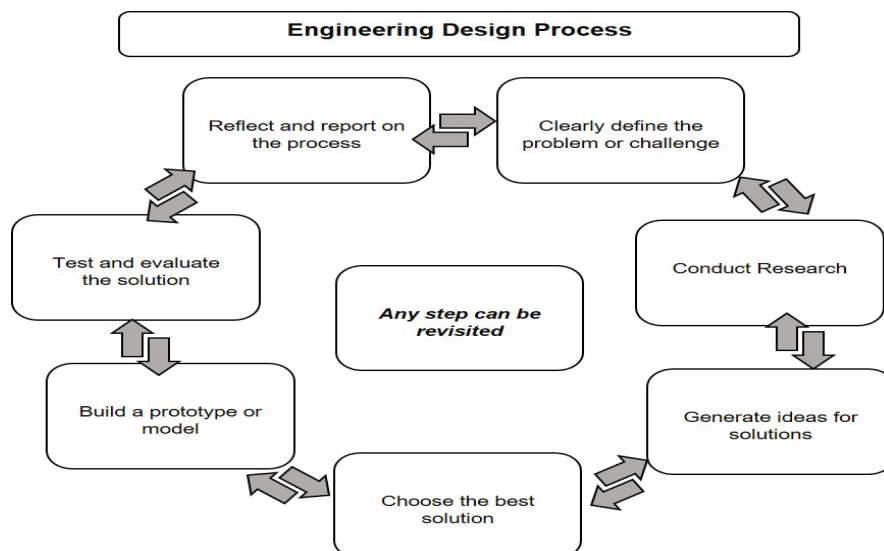 Engineering Design Process
Reflect and report on
the process
Clearly define the
problem or challenge
Test and evaluate
the solution
Conduct Research
Any step can be
revisited
Build a prototype or
model
Generate ideas for
solutions
Choose the best
solution